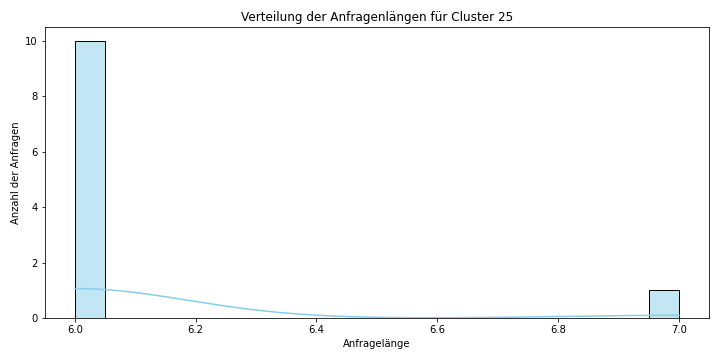 Verteilung der Anfragenlängen für Cluster 25
Anzahl der Anfragen
10
8
6
4
2
0
6.0 6.2 6.4 6.6 6.8 7.0
Anfragelänge